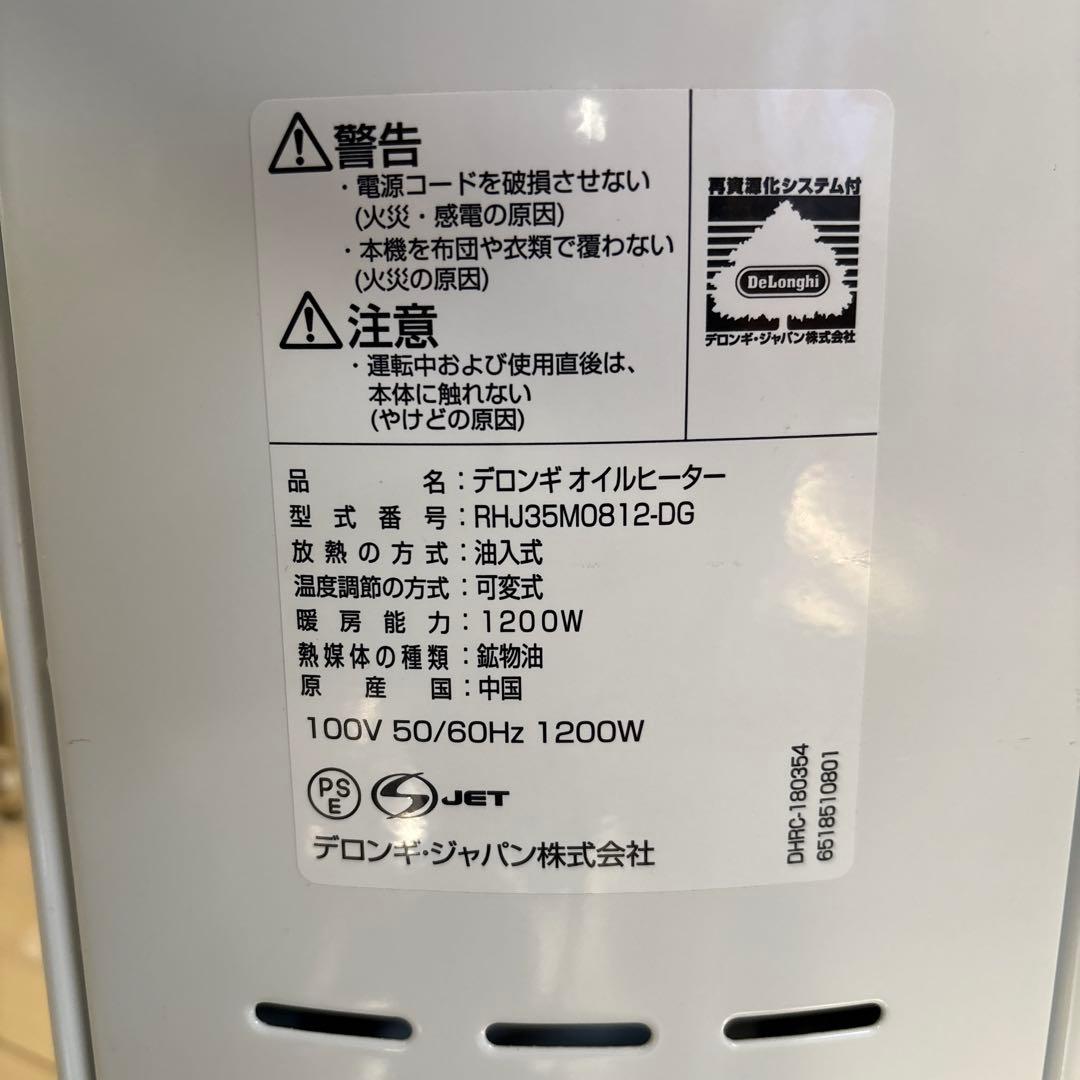 警告
・電源コードを破損させない
(火災・感電の原因)
・本機を布団や衣類で覆わない
(火災の原因)
注意
・運転中および使用直後は、
本体に触れない
(やけどの原因)
再資源化システム付
DeLonghi
デロンギ・ジャパン株式会社
品名：デロンギ オイルヒーター
型式番号：RHJ35M0812-DG
放熱の方式：油入式
温度調節の方式：可変式
暖房能力：1200W
熱媒体の種類：鉱物油
原産国：中国
100V 50/60Hz 1200W
PSE
JET
デロンギ・ジャパン株式会社
DHRC-180354
6518510801